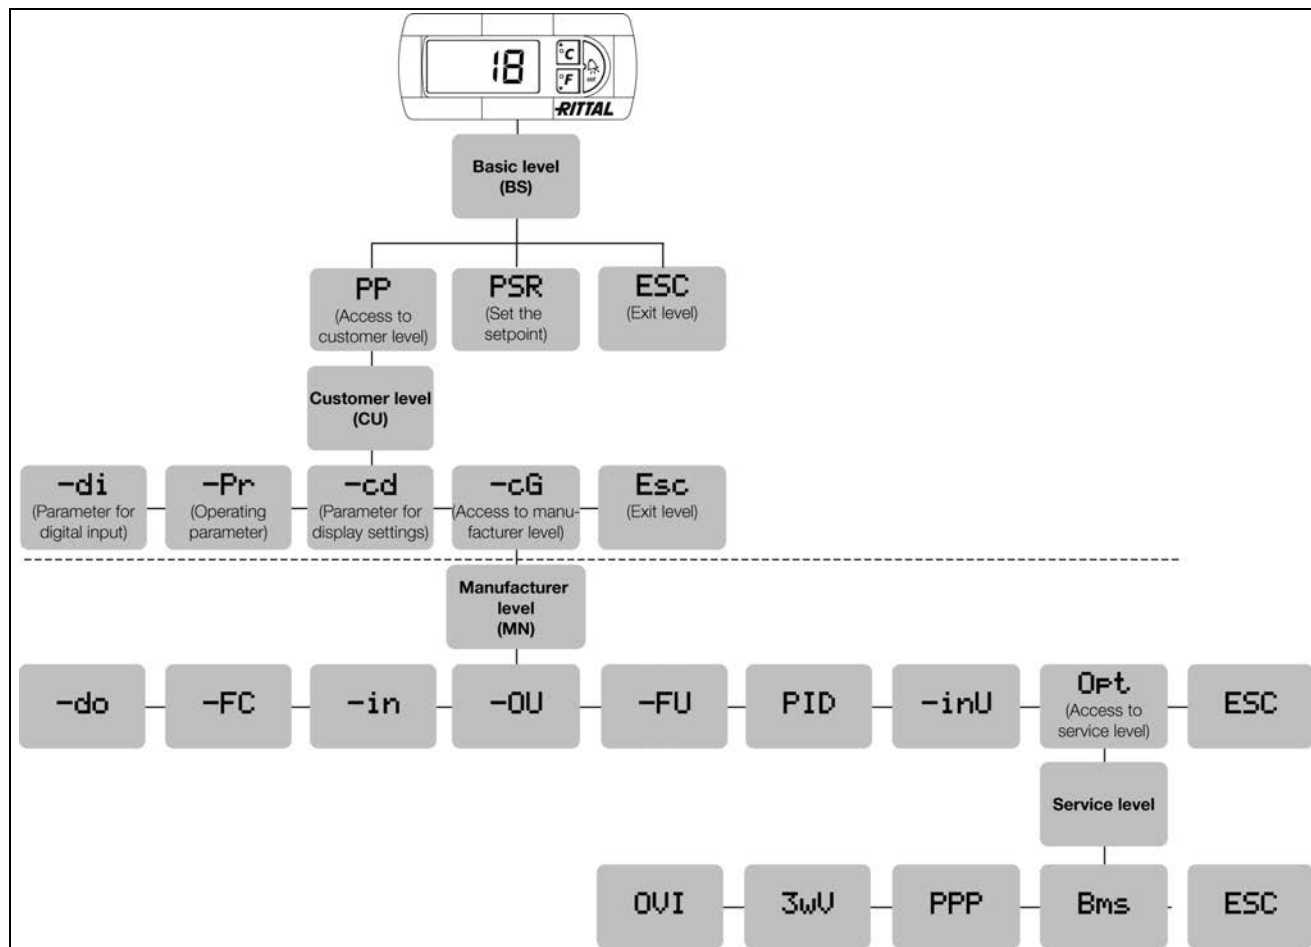 18
°C
°F
set
RITTAL
Basic level
(BS)
PP
(Access to
customer level)
PSR
(Set the
setpoint)
ESC
(Exit level)
Customer level
(CU)
-di
(Parameter for
digital input)
-Pr
(Operating
parameter)
-cd
(Parameter for
display settings)
-cG
(Access to manu-
facturer level)
Esc
(Exit level)
Manufacturer
level
(MN)
-do
-FC
-in
-OU
-FU
PID
-inU
Opt
(Access to
service level)
ESC
Service level
OVI
3wV
PPP
Bms
ESC